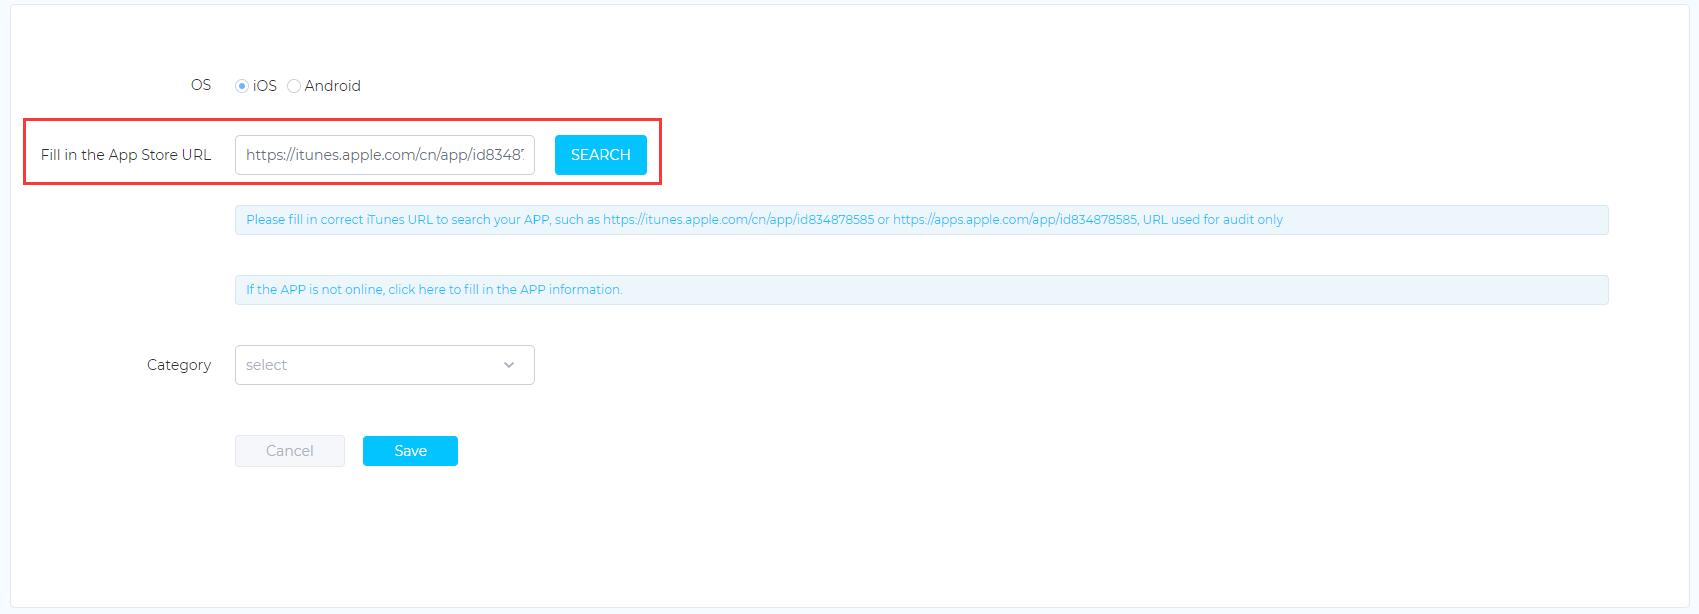 OS iOS Android
Fill in the App Store URL https://itunes.apple.com/cn/app/id8348 SEARCH
Please fill in correct iTunes URL to search your APP, such as https://itunes.apple.com/cn/app/id834878585 or https://apps.apple.com/app/id834878585, URL used for audit only
If the APP is not online, click here to fill in the APP information.
Category select
Cancel Save